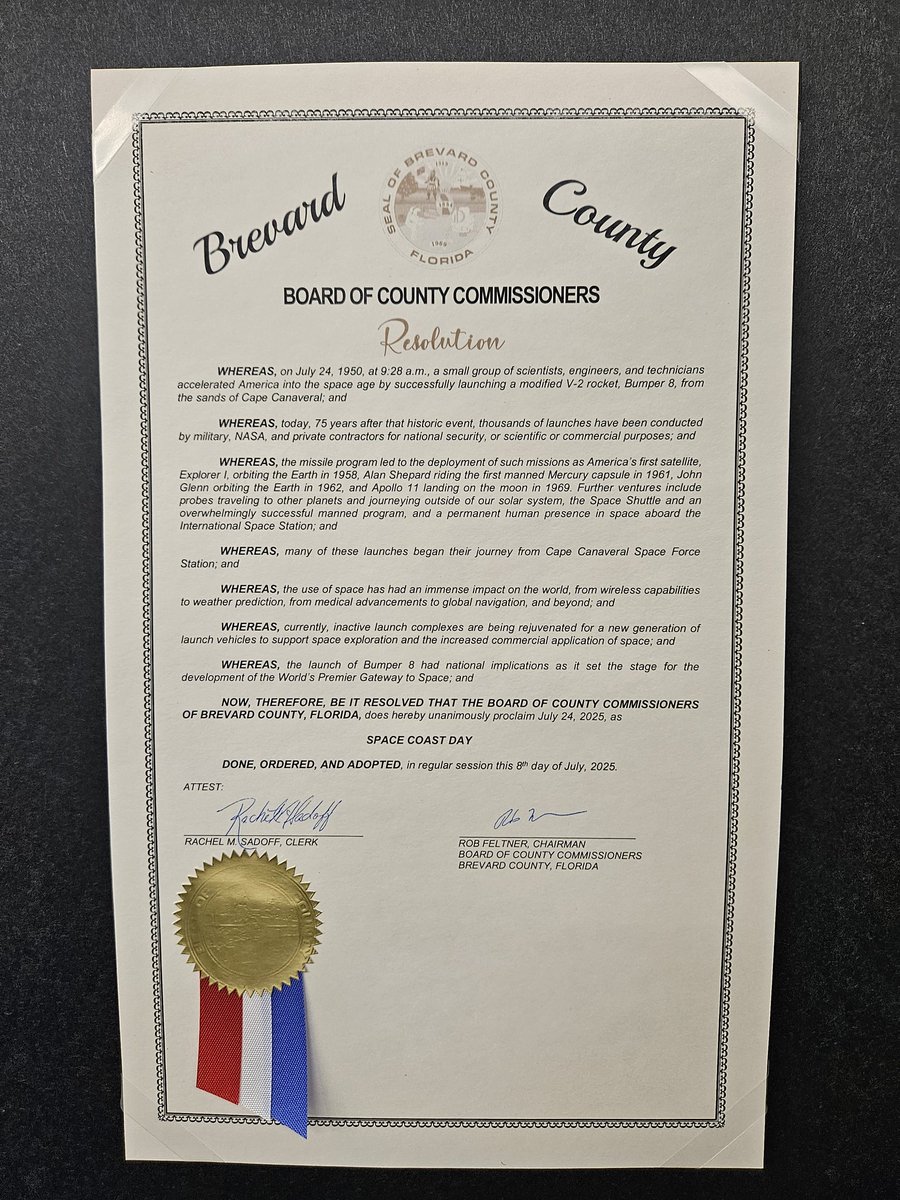 Brevard County
SEAL OF BREVARD COUNTY
FLORIDA
BOARD OF COUNTY COMMISSIONERS
Resolution
WHEREAS, on July 24, 1950, at 9:28 a.m., a small group of scientists, engineers, and technicians
accelerated America into the space age by successfully launching a modified V-2 rocket, Bumper 8, from
the sands of Cape Canaveral; and
WHEREAS, today, 75 years after that historic event, thousands of launches have been conducted
by military, NASA, and private contractors for national security, or scientific or commercial purposes; and
WHEREAS, the missile program led to the deployment of such missions as America's first satellite,
Explorer I, orbiting the Earth in 1958, Alan Shepard riding the first manned Mercury capsule in 1961, John
Glenn orbiting the Earth in 1962, and Apollo 11 landing on the moon in 1969. Further ventures include
probes traveling to other planets and journeying outside of our solar system, the Space Shuttle and an
overwhelmingly successful manned program, and a permanent human presence in space aboard the
International Space Station; and
WHEREAS, many of these launches began their journey from Cape Canaveral Space Force
Station; and
WHEREAS, the use of space has had an immense impact on the world, from wireless capabilities
to weather prediction, from medical advancements to global navigation, and beyond; and
WHEREAS, currently, inactive launch complexes are being rejuvenated for a new generation of
launch vehicles to support space exploration and the increased commercial application of space; and
WHEREAS, the launch of Bumper 8 had national implications as it set the stage for the
development of the World's Premier Gateway to Space; and
NOW, THEREFORE, BE IT RESOLVED THAT THE BOARD OF COUNTY COMMISSIONERS
OF BREVARD COUNTY, FLORIDA, does hereby unanimously proclaim July 24, 2025, as
SPACE COAST DAY
DONE, ORDERED, AND ADOPTED, in regular session this 8th day of July, 2025.
ATTEST:
RACHEL M. SADOFF, CLERK
ROB FELTNER, CHAIRMAN
BOARD OF COUNTY COMMISSIONERS
BREVARD COUNTY, FLORIDA